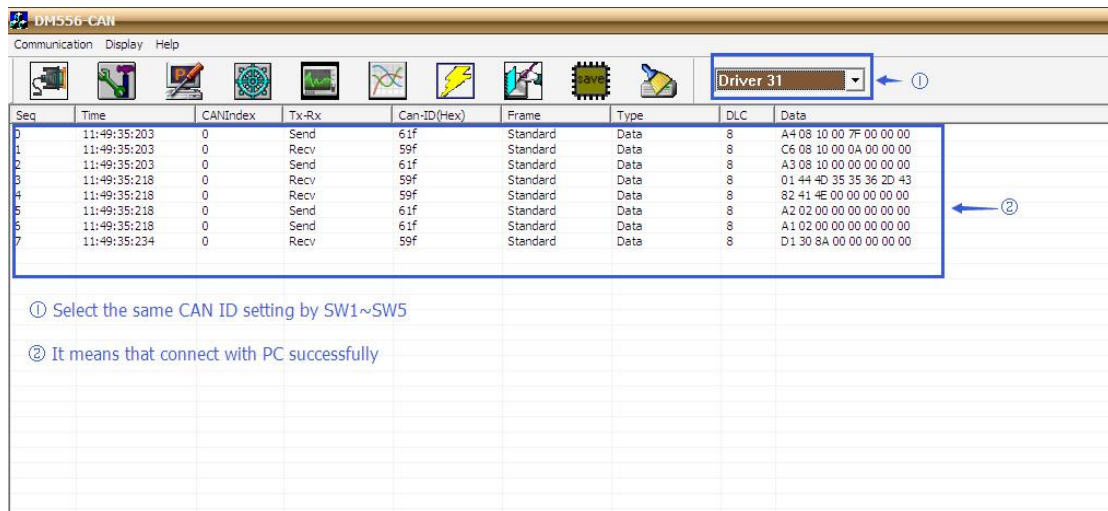 DM556-CAN
Communication Display Help
save Driver 31 ①
Seq Time CANIndex Tx-Rx Can-ID(Hex) Frame Type DLC Data
0 11:49:35:203 0 Send 61f Standard Data 8 A4 08 10 00 7F 00 00 00
1 11:49:35:203 0 Recv 59f Standard Data 8 C6 08 10 00 0A 00 00 00
2 11:49:35:203 0 Send 61f Standard Data 8 A3 08 10 00 00 00 00 00
3 11:49:35:218 0 Recv 59f Standard Data 8 01 44 4D 35 35 36 2D 43
4 11:49:35:218 0 Recv 59f Standard Data 8 82 41 4E 00 00 00 00 00
5 11:49:35:218 0 Send 61f Standard Data 8 A2 02 00 00 00 00 00 00
6 11:49:35:218 0 Send 61f Standard Data 8 A1 02 00 00 00 00 00 00
7 11:49:35:234 0 Recv 59f Standard Data 8 D1 30 8A 00 00 00 00 00
②
① Select the same CAN ID setting by SW1~SW5
② It means that connect with PC successfully